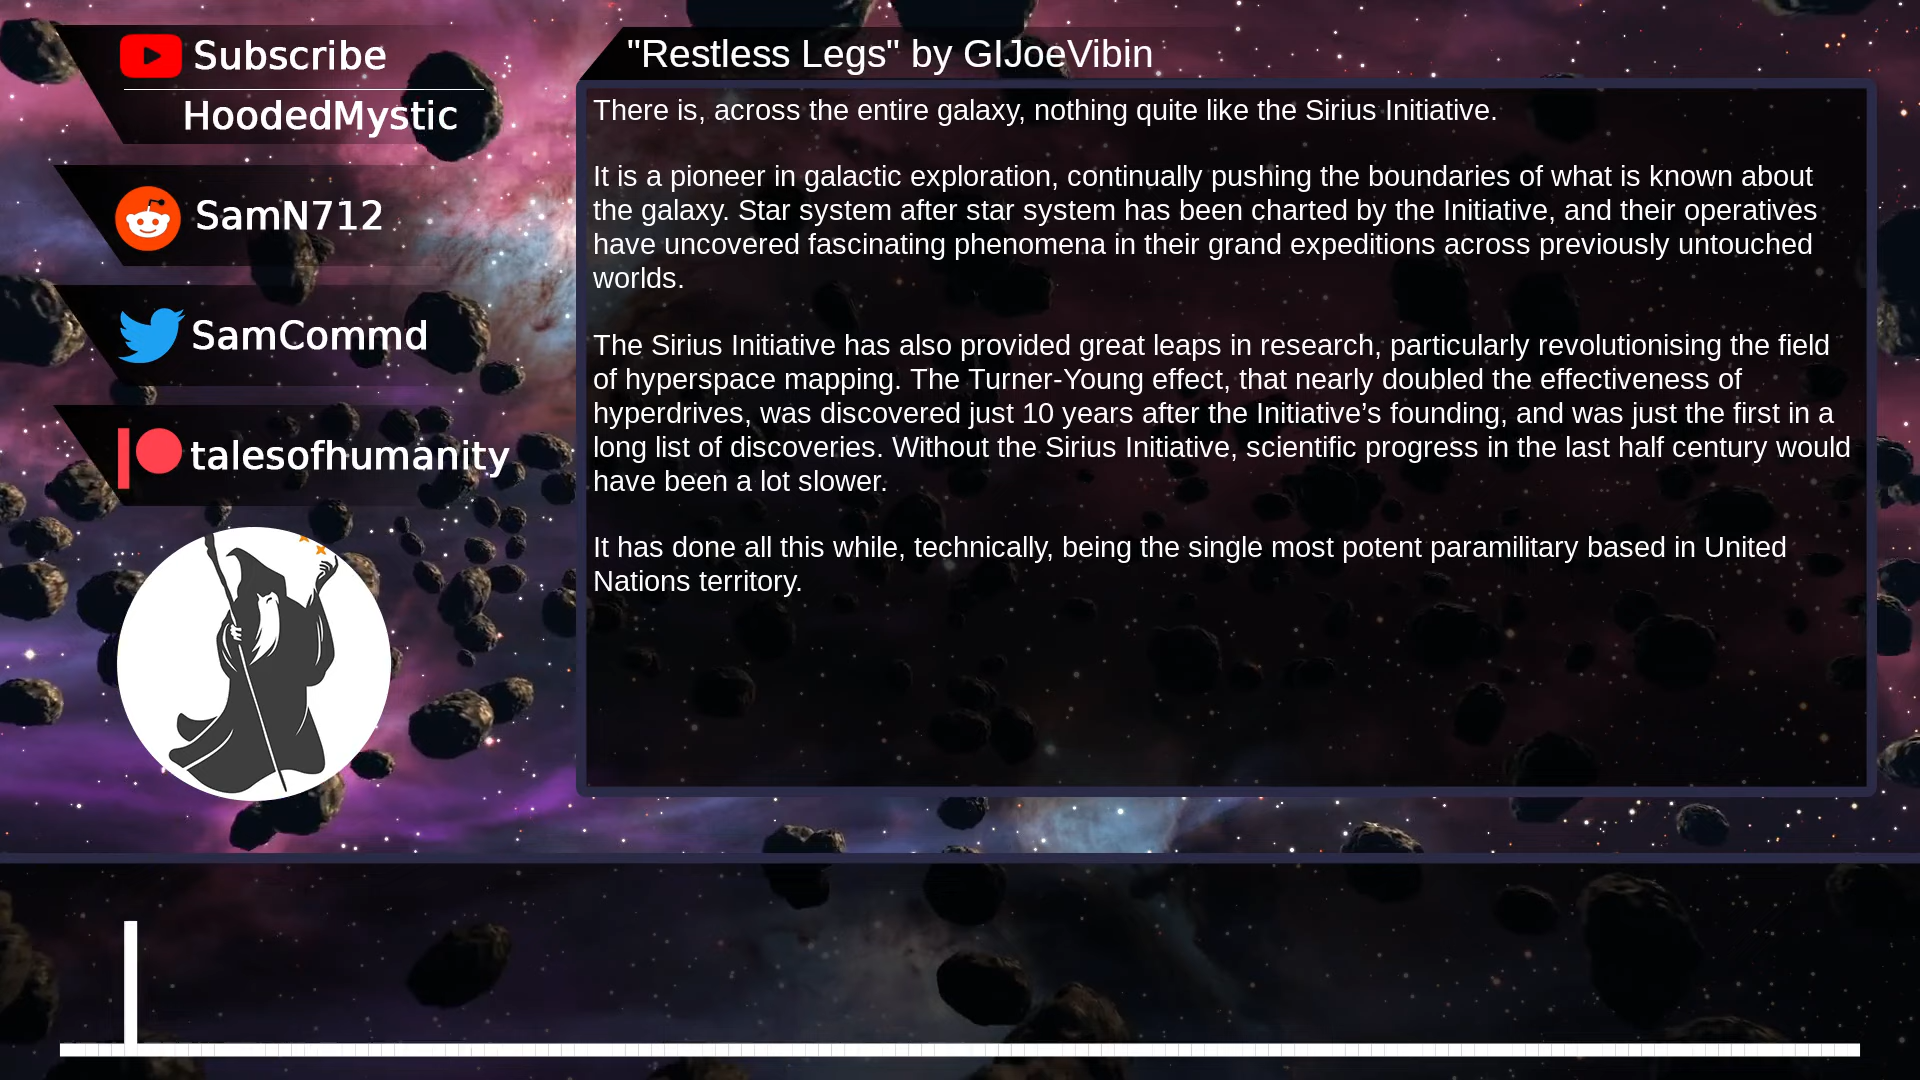 Subscribe
HoodedMystic
SamN712
SamCommd
talesofhumanity
"Restless Legs" by GIJoeVibin
There is, across the entire galaxy, nothing quite like the Sirius Initiative.
It is a pioneer in galactic exploration, continually pushing the boundaries of what is known about
the galaxy. Star system after star system has been charted by the Initiative, and their operatives
have uncovered fascinating phenomena in their grand expeditions across previously untouched
worlds.
The Sirius Initiative has also provided great leaps in research, particularly revolutionising the field
of hyperspace mapping. The Turner-Young effect, that nearly doubled the effectiveness of
hyperdrives, was discovered just 10 years after the Initiative’s founding, and was just the first in a
long list of discoveries. Without the Sirius Initiative, scientific progress in the last half century would
have been a lot slower.
It has done all this while, technically, being the single most potent paramilitary based in United
Nations territory.